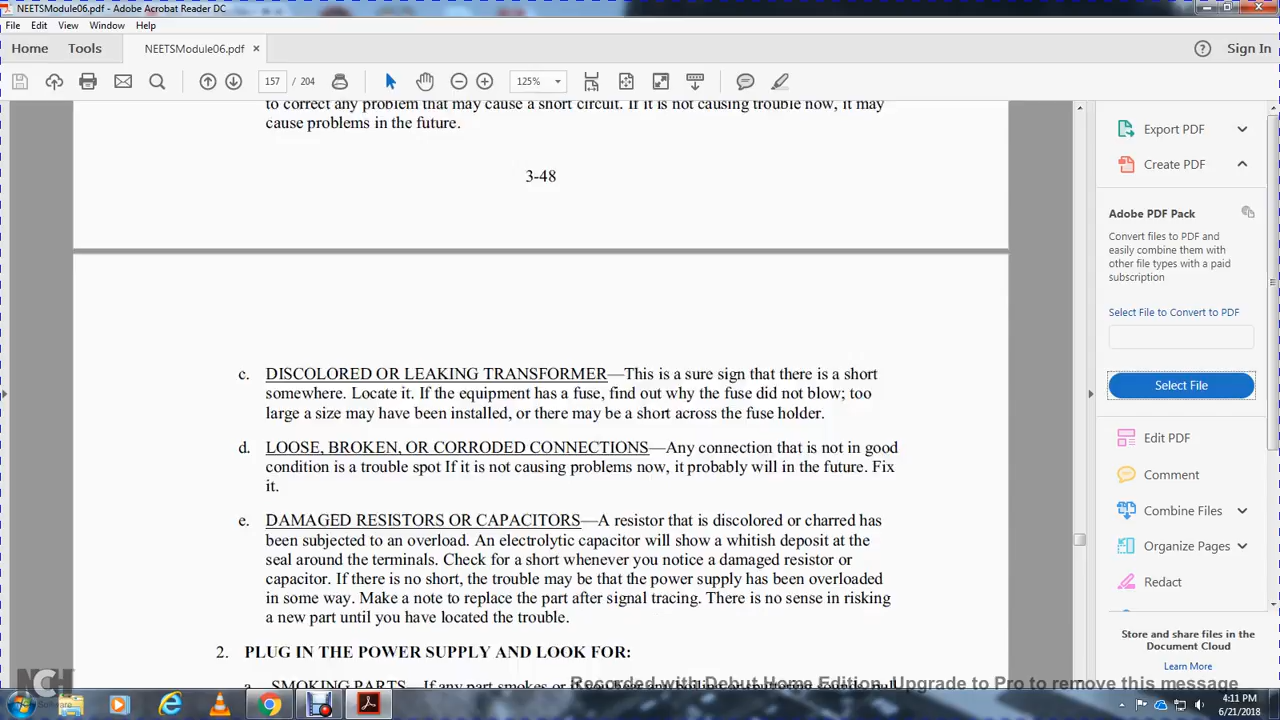 NEETSModule06.pdf - Adobe Acrobat Reader DC
File Edit View Window Help
Home Tools NEETSModule06.pdf × Sign In
157 / 204 125%
to correct any problem that may cause a short circuit. If it is not causing trouble now, it may
cause problems in the future.
3-48
c. DISCOLORED OR LEAKING TRANSFORMER—This is a sure sign that there is a short
somewhere. Locate it. If the equipment has a fuse, find out why the fuse did not blow; too
large a size may have been installed, or there may be a short across the fuse holder.
d. LOOSE, BROKEN, OR CORRODED CONNECTIONS—Any connection that is not in good
condition is a trouble spot If it is not causing problems now, it probably will in the future. Fix
it.
e. DAMAGED RESISTORS OR CAPACITORS—A resistor that is discolored or charred has
been subjected to an overload. An electrolytic capacitor will show a whitish deposit at the
seal around the terminals. Check for a short whenever you notice a damaged resistor or
capacitor. If there is no short, the trouble may be that the power supply has been overloaded
in some way. Make a note to replace the part after signal tracing. There is no sense in risking
a new part until you have located the trouble.
2. PLUG IN THE POWER SUPPLY AND LOOK FOR:
a. SMOKING PARTS—If any part smokes or if you
Export PDF
Create PDF
Adobe PDF Pack
Convert files to PDF and
easily combine them with
other file types with a paid
subscription
Select File to Convert to PDF
Select File
Edit PDF
Comment
Combine Files
Organize Pages
Redact
Store and share files in the
Document Cloud
Learn More
NCH Software
Recorded with Debut Home Edition. Upgrade to Pro to remove this message
4:11 PM
6/21/2018